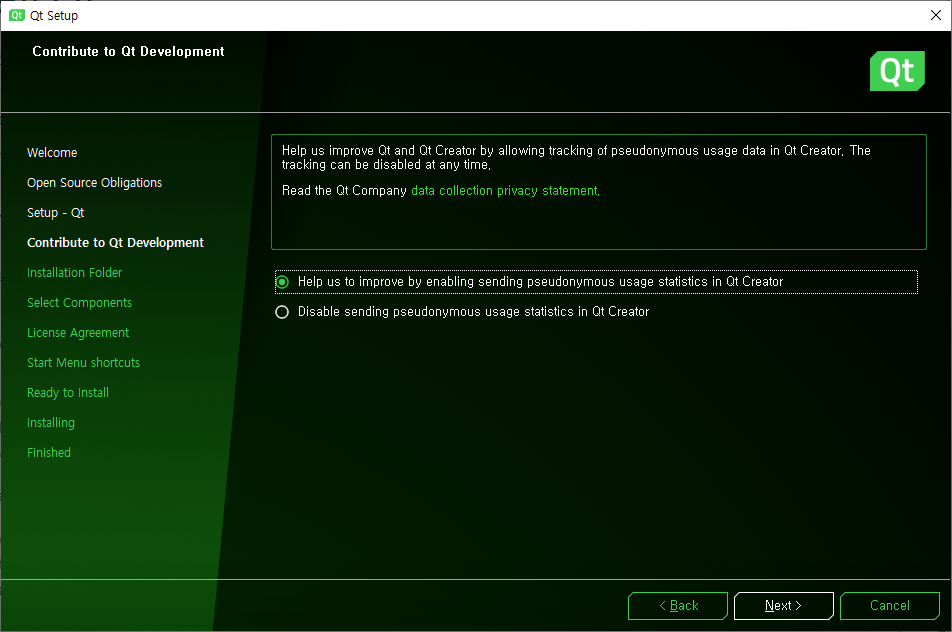 Qt Qt Setup
Contribute to Qt Development
Qt
Welcome
Open Source Obligations
Setup - Qt
Contribute to Qt Development
Installation Folder
Select Components
License Agreement
Start Menu shortcuts
Ready to Install
Installing
Finished
Help us improve Qt and Qt Creator by allowing tracking of pseudonymous usage data in Qt Creator. The
tracking can be disabled at any time.
Read the Qt Company data collection privacy statement.
Help us to improve by enabling sending pseudonymous usage statistics in Qt Creator
Disable sending pseudonymous usage statistics in Qt Creator
< Back Next > Cancel